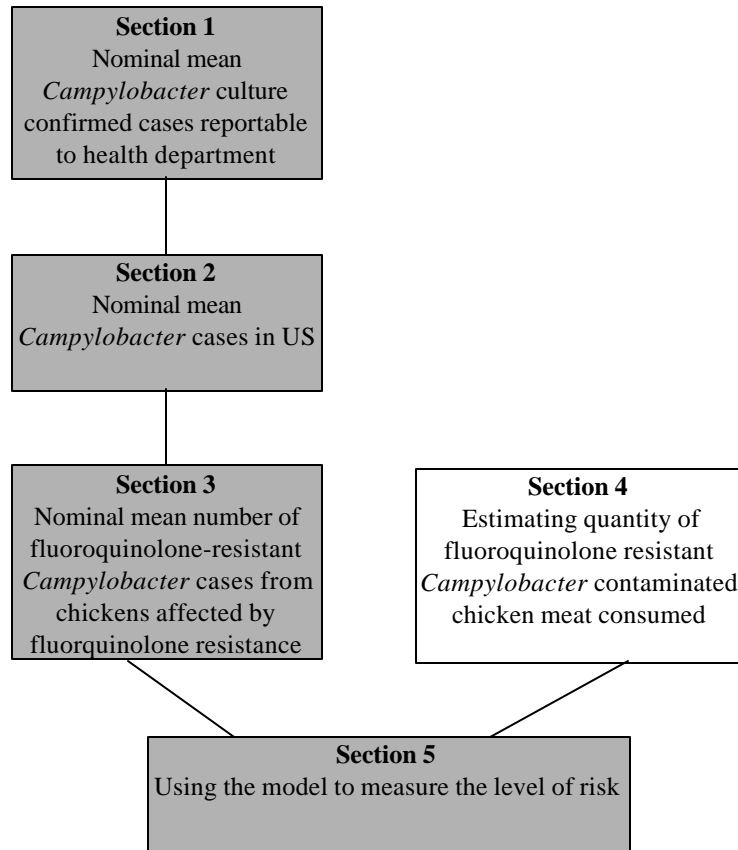 Section 1
Nominal mean
Campylobacter culture
confirmed cases reportable
to health department
Section 2
Nominal mean
Campylobacter cases in US
Section 3
Nominal mean number of
fluoroquinolone-resistant
Campylobacter cases from
chickens affected by
fluorquinolone resistance
Section 4
Estimating quantity of
fluoroquinolone resistant
Campylobacter contaminated
chicken meat consumed
Section 5
Using the model to measure the level of risk